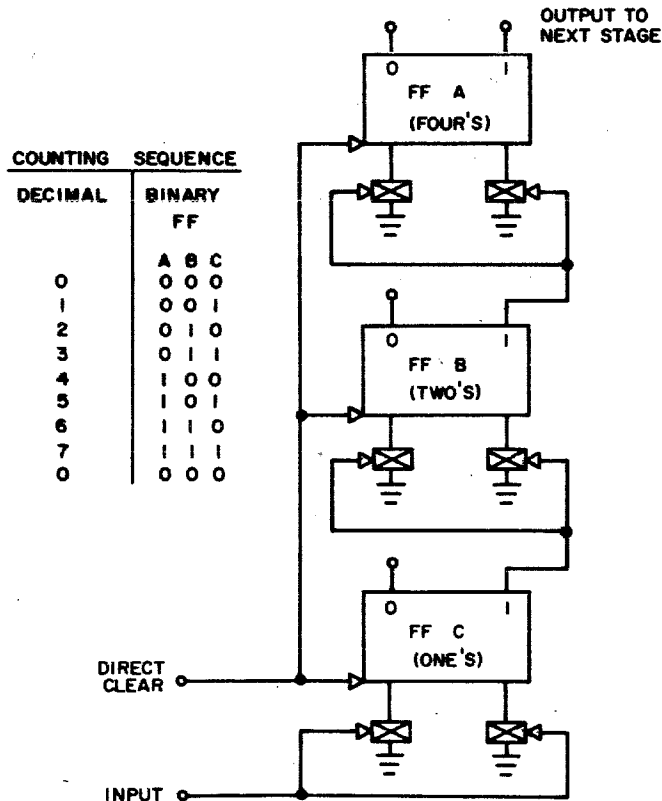 OUTPUT TO
NEXT STAGE
0 1
FF A
(FOUR'S)
COUNTING SEQUENCE
DECIMAL BINARY
FF
A B C
0 0 0 0
1 0 0 1
2 0 1 0
3 0 1 1
4 1 0 0
5 1 0 1
6 1 1 0
7 1 1 1
0 0 0 0
0 1
FF B
(TWO'S)
0 1
FF C
(ONE'S)
DIRECT
CLEAR
INPUT